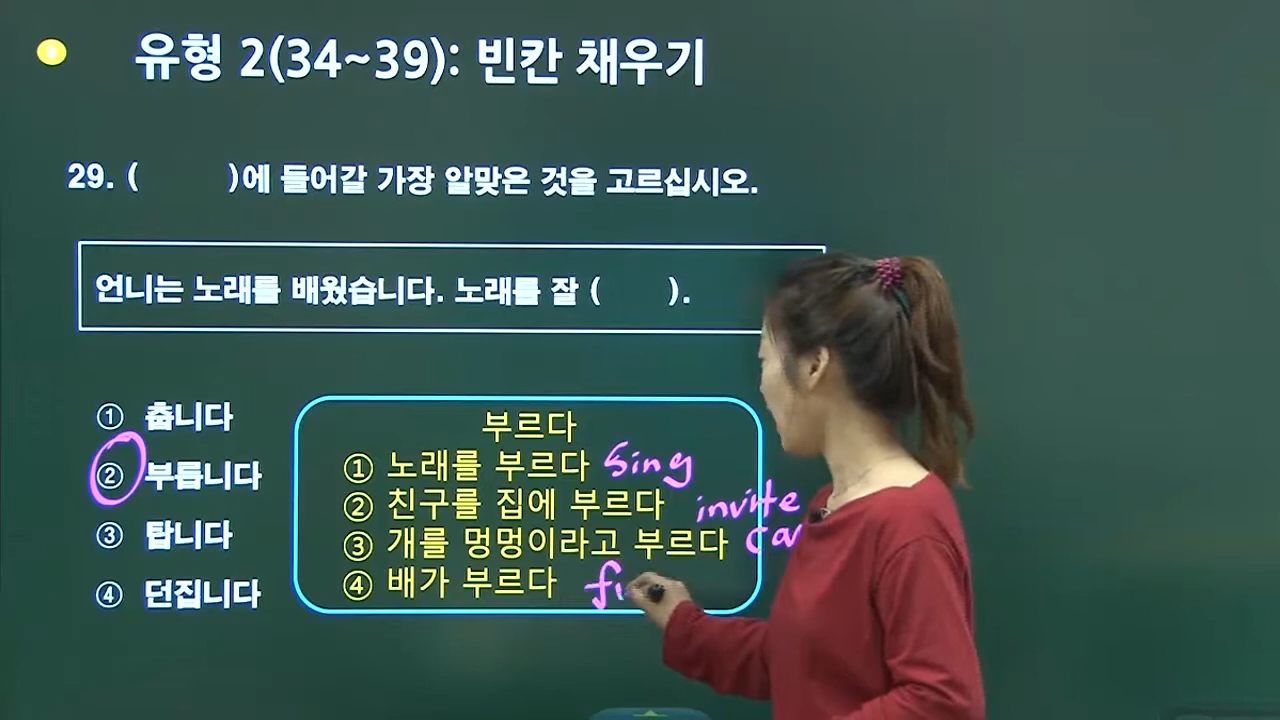 유형 2(34~39): 빈칸 채우기
29. ( )에 들어갈 가장 알맞은 것을 고르십시오.
언니는 노래를 배웠습니다. 노래를 잘 ( ).
① 춥니다
② 부릅니다
③ 탑니다
④ 던집니다
부르다
① 노래를 부르다 sing
② 친구를 집에 부르다 invite
③ 개를 멍멍이라고 부르다
④ 배가 부르다